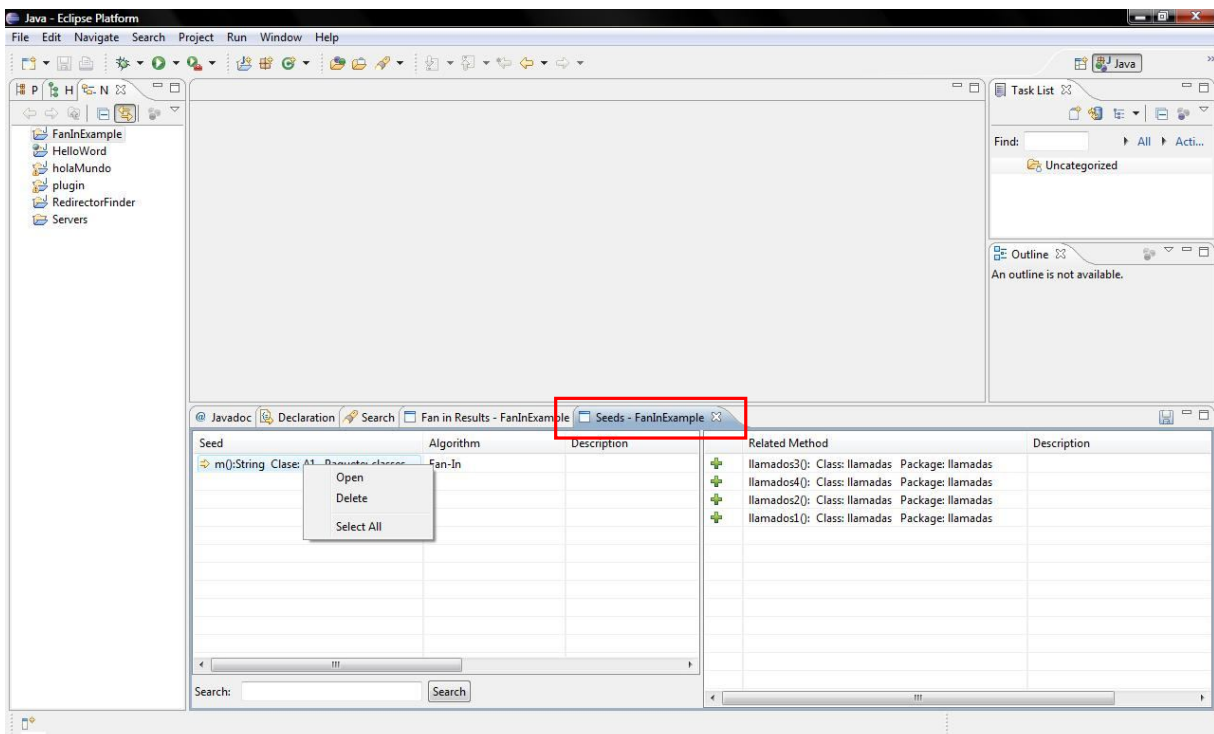 Java - Eclipse Platform
File Edit Navigate Search Project Run Window Help
Java
P H N
Task List
FanInExample
HelloWord
holaMundo
plugin
RedirectorFinder
Servers
Find: All Acti...
Uncategorized
Outline
An outline is not available.
@ Javadoc Declaration Search Fan in Results - FanInExample Seeds - FanInExample
Seed Algorithm Description Related Method Description
m():String Clase: A1 Paquete: classes Fan-In
Open
Delete
Select All
llamados3(): Class: llamadas Package: llamadas
llamados4(): Class: llamadas Package: llamadas
llamados2(): Class: llamadas Package: llamadas
llamados1(): Class: llamadas Package: llamadas
Search: Search